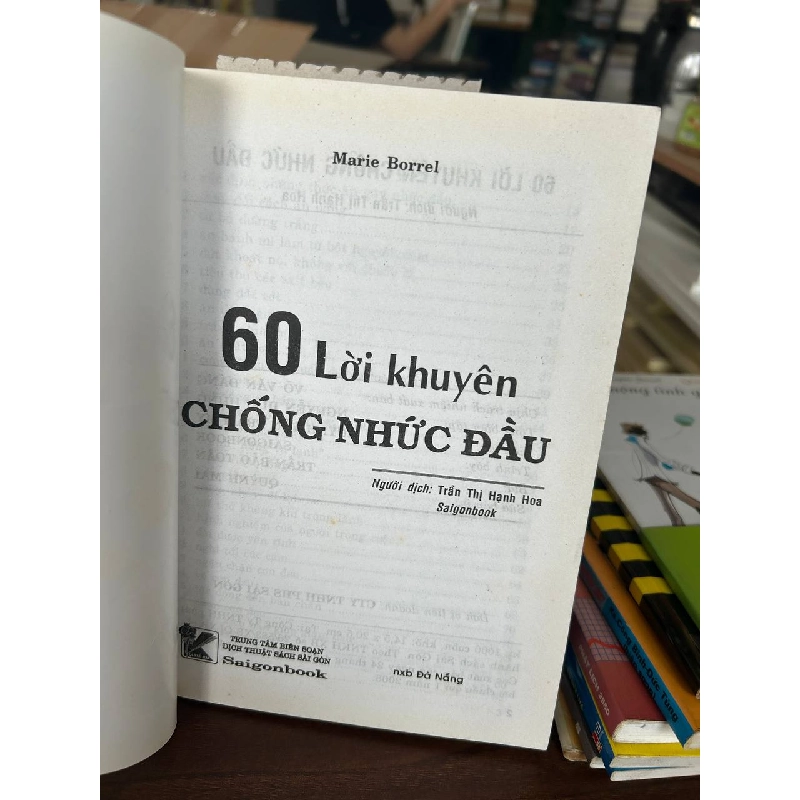 Marie Borrel
60 Lời khuyên
CHỐNG NHỨC ĐẦU
Người dịch: Trần Thị Hạnh Hoa
Saigonbook
TRUNG TÂM BIÊN SOẠN
DỊCH THUẬT SÁCH SÀI GÒN
Saigonbook
nxb Đà Nẵng